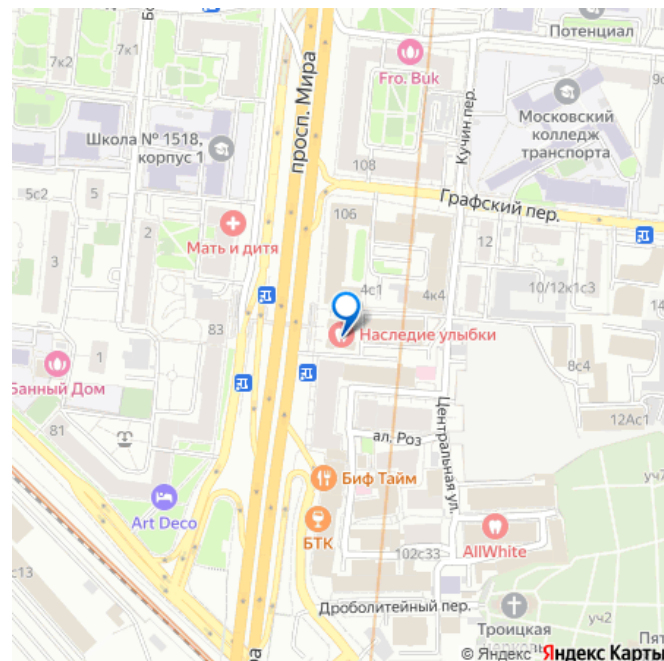 7к2
7к1
Потенциал
Fro. Buk
просп. Мира
Кучин пер.
Московский
колледж
транспорта
Школа № 1518,
корпус 1
108
5с2
5
Графский пер.
106
2
Мать и дитя
12
3
4с1
4к4
10/12к1с3
14
83
Наследие улыбки
1
8с4
Банный Дом
Центральная ул.
12Ас1
81
ал. Роз
Биф Тайм
Art Deco
БТК
AllWhite
102с33
с13
Дроболитейный пер.
уч2
Троицкая
© Яндекс Яндекс Карты